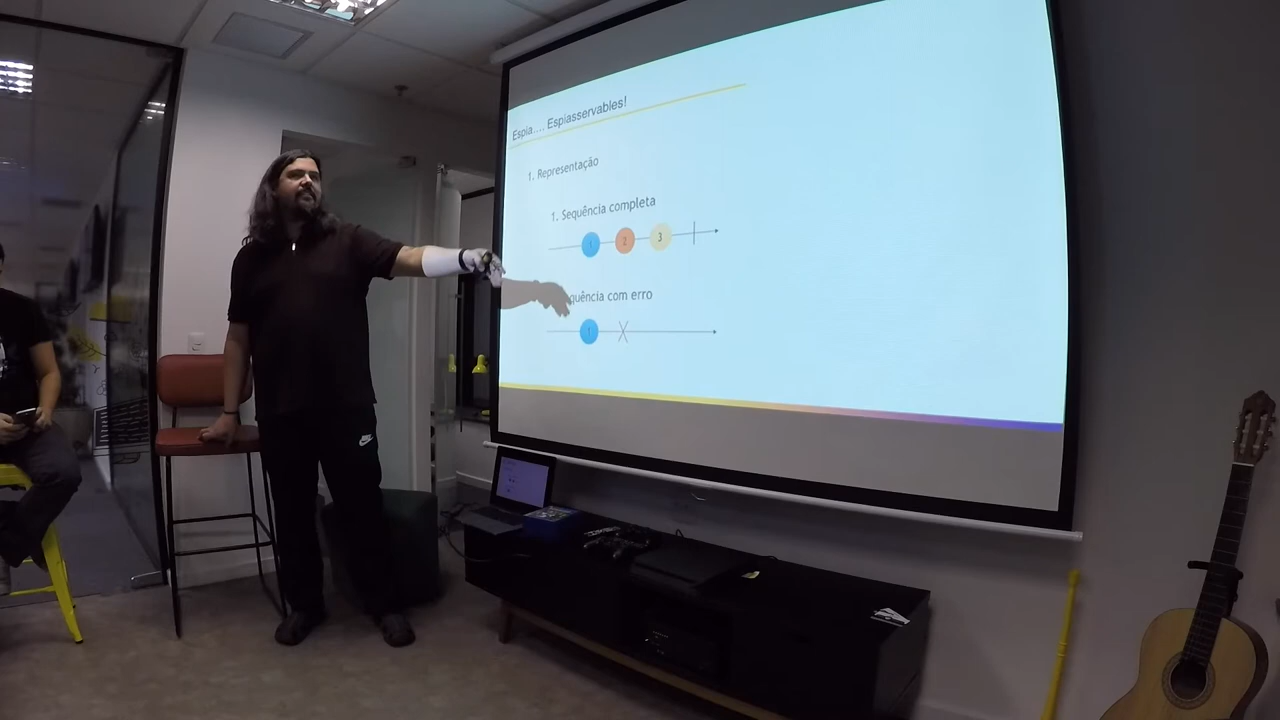 Espia.... Espiasservables!
1. Representação
1. Sequência completa
1 2 3
quência com erro
1